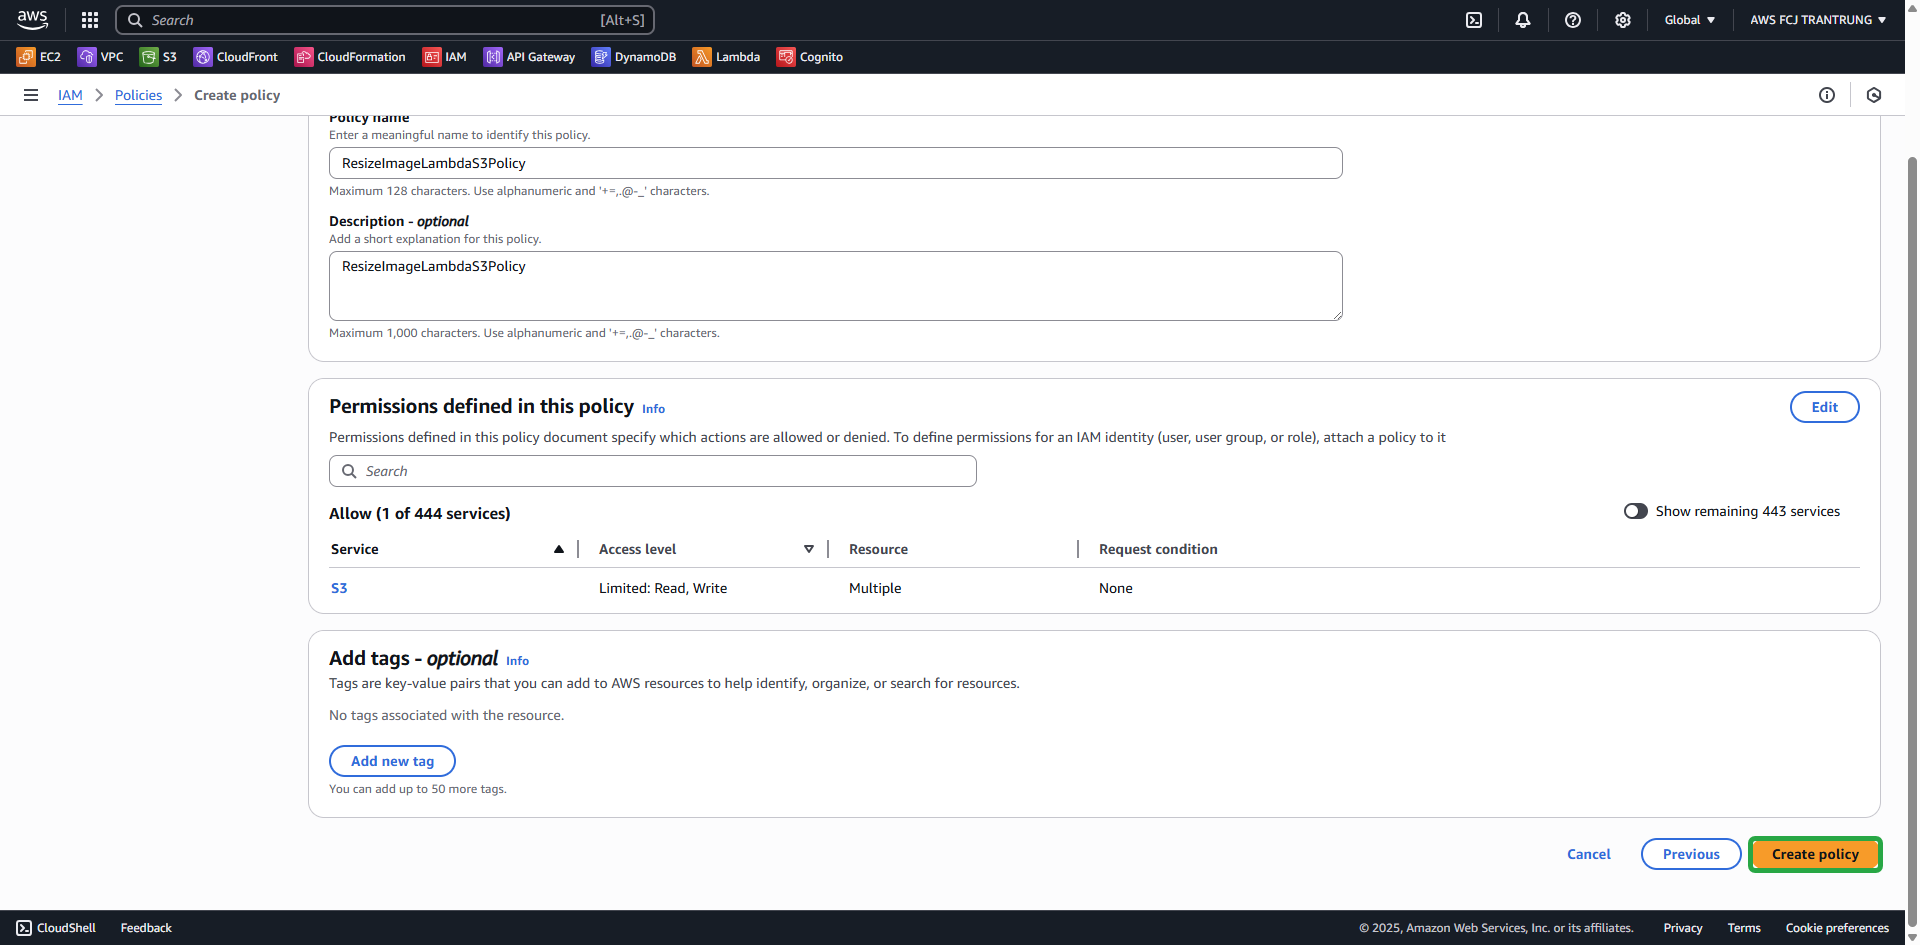 aws Search [Alt+S] Global AWS FCJ TRANTRUNG
EC2 VPC S3 CloudFront CloudFormation IAM API Gateway DynamoDB Lambda Cognito
IAM Policies Create policy
Policy name
Enter a meaningful name to identify this policy.
ResizeImageLambdaS3Policy
Maximum 128 characters. Use alphanumeric and '+=,.@-_' characters.
Description - optional
Add a short explanation for this policy.
ResizeImageLambdaS3Policy
Maximum 1,000 characters. Use alphanumeric and '+=,.@-_' characters.
Permissions defined in this policy Info Edit
Permissions defined in this policy document specify which actions are allowed or denied. To define permissions for an IAM identity (user, user group, or role), attach a policy to it
Search
Allow (1 of 444 services) Show remaining 443 services
Service Access level Resource Request condition
S3 Limited: Read, Write Multiple None
Add tags - optional Info
Tags are key-value pairs that you can add to AWS resources to help identify, organize, or search for resources.
No tags associated with the resource.
Add new tag
You can add up to 50 more tags.
Cancel Previous Create policy
CloudShell Feedback © 2025, Amazon Web Services, Inc. or its affiliates. Privacy Terms Cookie preferences